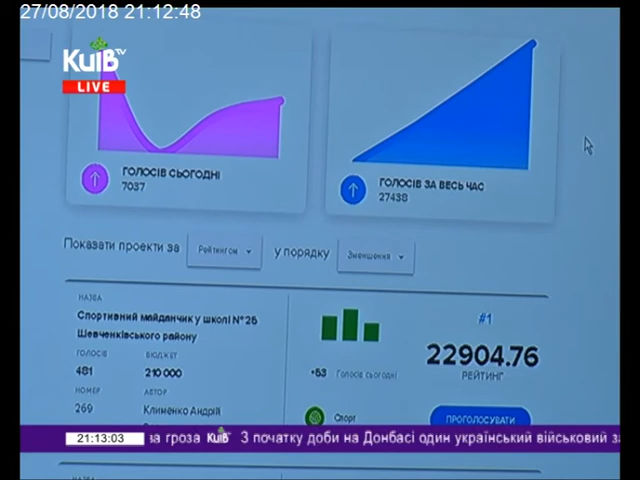 27/08/2018 21:12:48
КиїВ TV
LIVE
ГОЛОСІВ СЬОГОДНІ
7037
ГОЛОСІВ ЗА ВЕСЬ ЧАС
27438
Показати проекти за
Рейтингом
у порядку
Зменшення
НАЗВА
Спортивний майданчик у школі №25
Шевченківського району
ГОЛОСІВ
БЮДЖЕТ
481
210 000
НОМЕР
АВТОР
269
Клименко Андрій
+63 Голосів сьогодні
Спорт
#1
22904.76
РЕЙТИНГ
ПРОГОЛОСУВАТИ
21:13:03 за гроза КиїВ З початку доби на Донбасі один український військовий